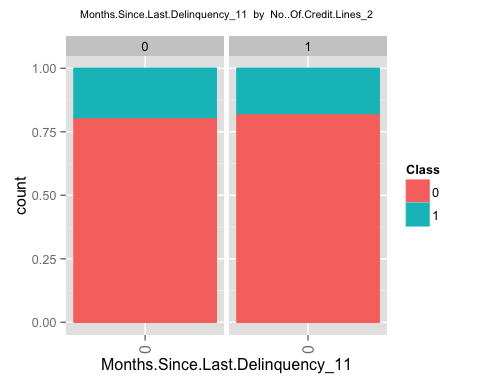 Months.Since.Last.Delinquency_11 by No..Of.Credit.Lines_2
0 1
1.00
0.75
0.50
0.25
0.00
count
0 0
Months.Since.Last.Delinquency_11
Class
0
1